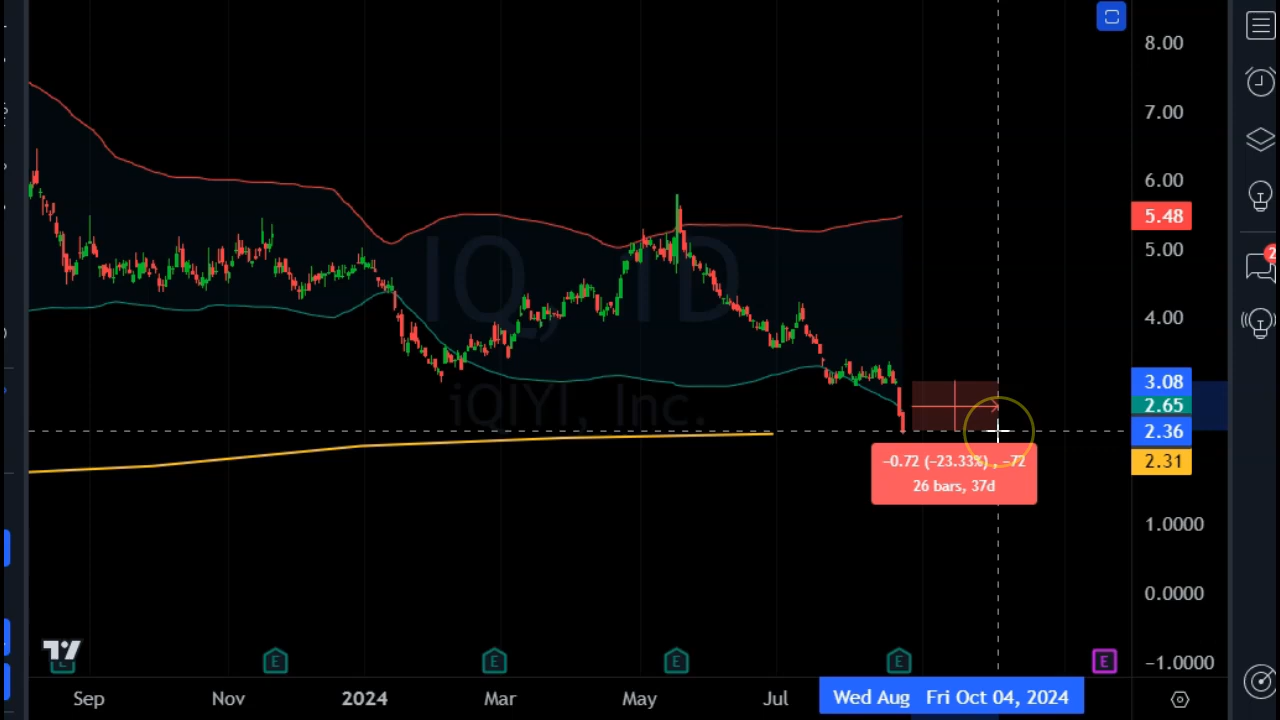 8.00
7.00
6.00
5.48
5.00
4.00
3.08
2.65
2.36
2.31
1.0000
0.0000
-1.0000
2
IQ, 1D
iQIYI, Inc.
−0.72 (−23.33%) , −72
26 bars, 37d
E
E
E
E
E
E
Sep
Nov
2024
Mar
May
Jul
Wed Aug
Fri Oct 04, 2024